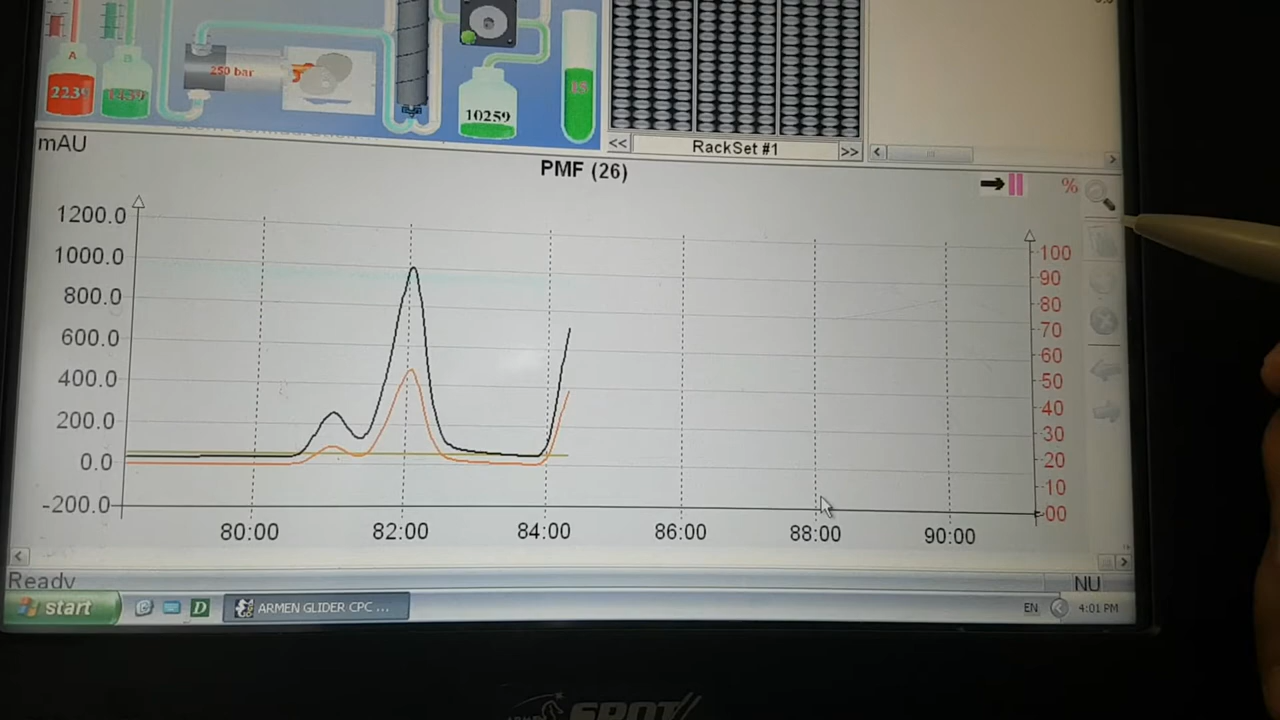 A
B
2239
250 bar
10259
<< RackSet #1 >>
mAU
PMF (26)
%
1200.0
1000.0
800.0
600.0
400.0
200.0
0.0
-200.0
100
90
80
70
60
50
40
30
20
10
00
80:00 82:00 84:00 86:00 88:00 90:00
Ready
NU
start
D
ARMEN GLIDER CPC ...
EN
4:01 PM
SPOT